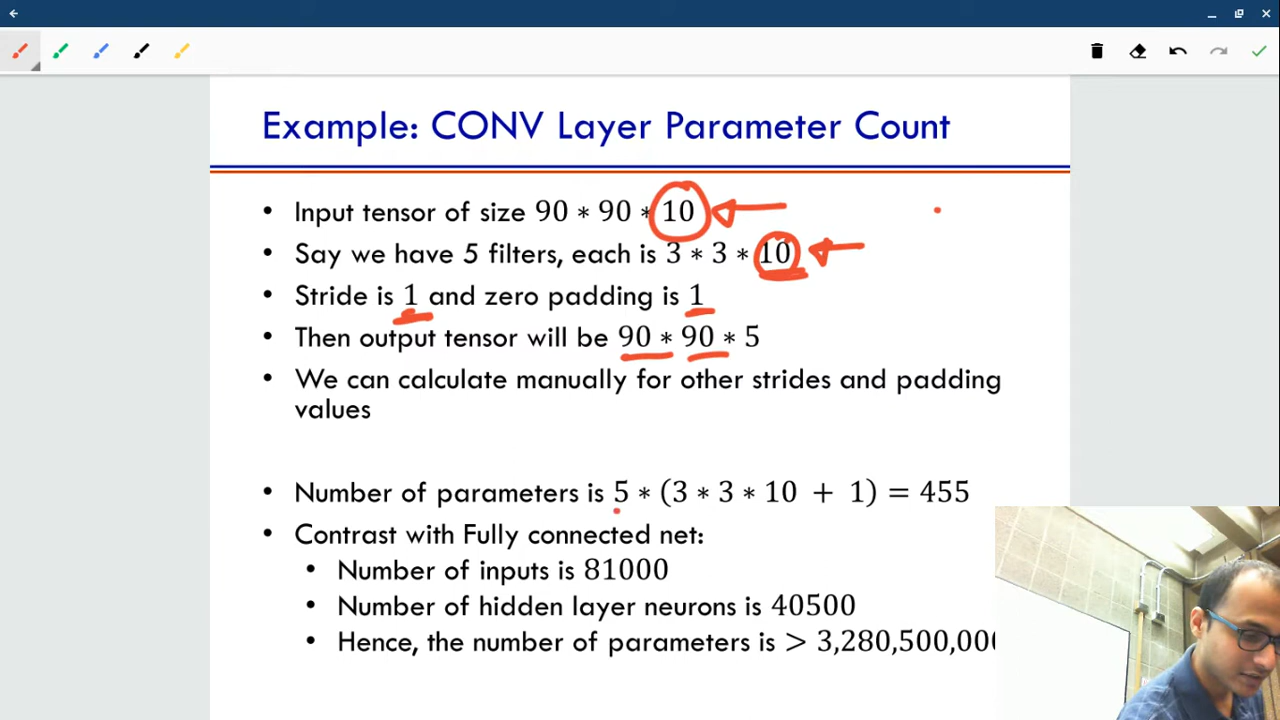 Example: CONV Layer Parameter Count
• Input tensor of size 90 ∗ 90 ∗ 10
• Say we have 5 filters, each is 3 ∗ 3 ∗ 10
• Stride is 1 and zero padding is 1
• Then output tensor will be 90 ∗ 90 ∗ 5
• We can calculate manually for other strides and padding
values
• Number of parameters is 5 ∗ (3 ∗ 3 ∗ 10 + 1) = 455
• Contrast with Fully connected net:
• Number of inputs is 81000
• Number of hidden layer neurons is 40500
• Hence, the number of parameters is > 3,280,500,000